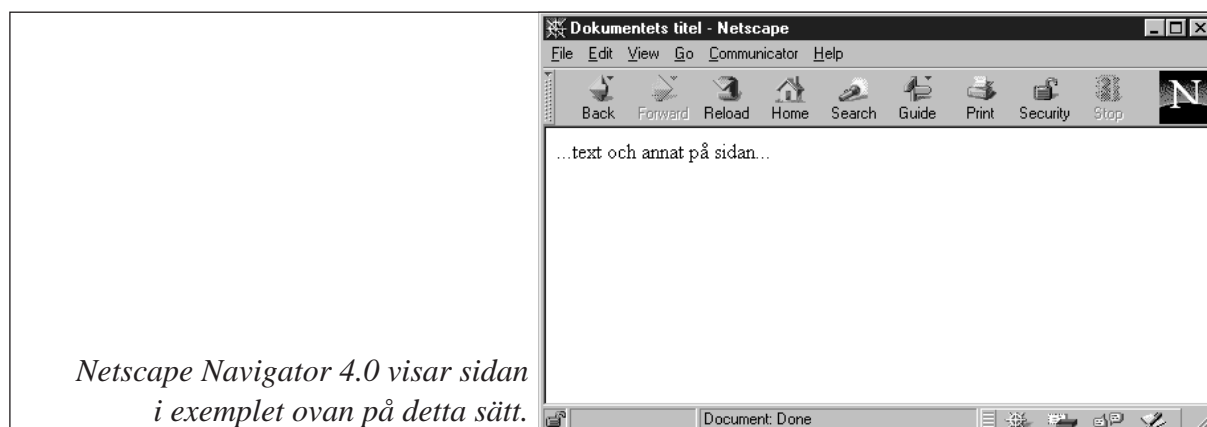 Dokumentets titel - Netscape
File Edit View Go Communicator Help
Back Forward Reload Home Search Guide Print Security Stop
N
...text och annat på sidan...
Netscape Navigator 4.0 visar sidan
i exemplet ovan på detta sätt.
Document: Done